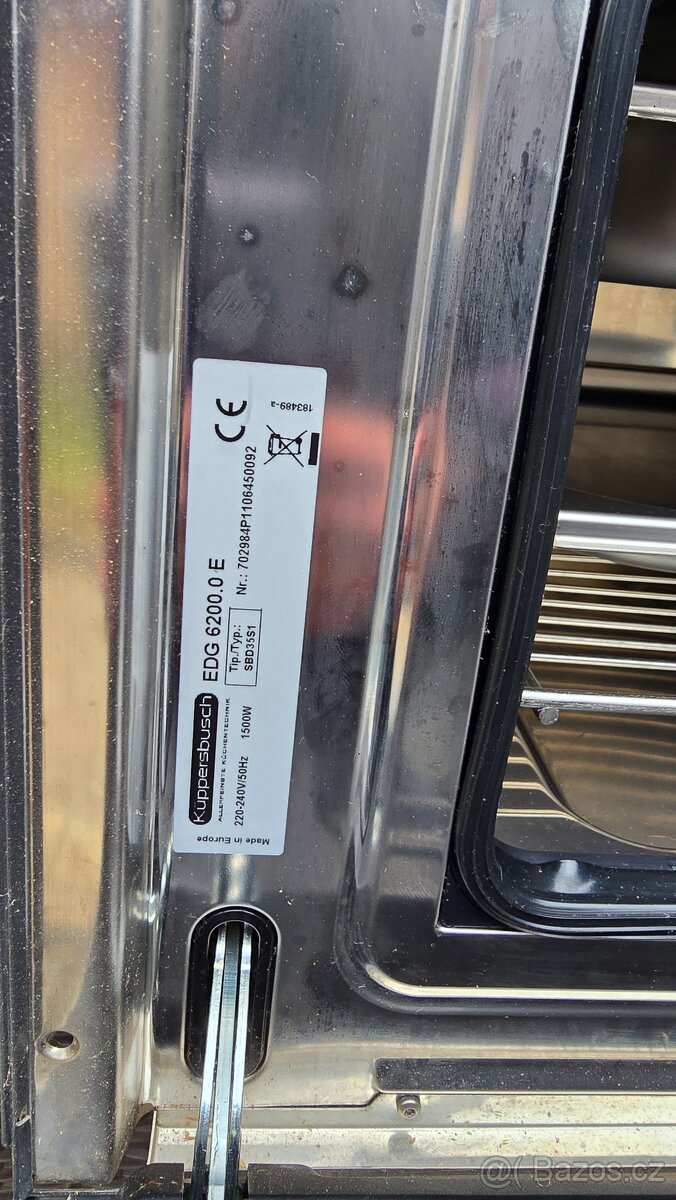 Küppersbusch
ALLERFEINSTE KÜCHENTECHNIK
EDG 6200.0 E
Tip./Typ.:
SBD35S1
Nr.: 702984P1106450092
220-240V/50Hz 1500W
Made in Europe
CE
183489-a
Bazos.cz